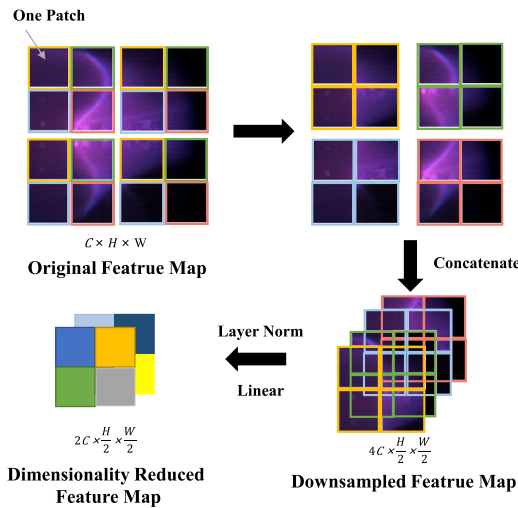 One Patch
C × H × W
Original Featrue Map
Concatenate
Layer Norm
Linear
2C × H/2 × W/2
4C × H/2 × W/2
Dimensionality Reduced
Feature Map
Downsampled Featrue Map